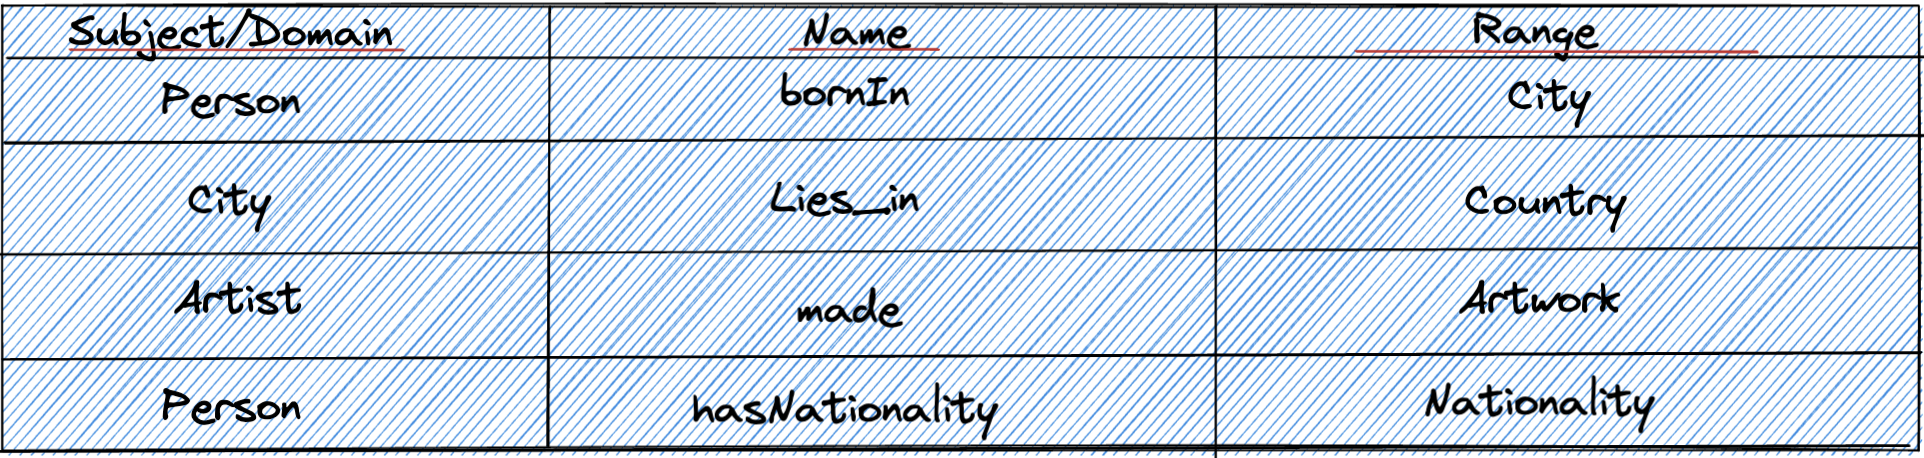 Subject/Domain Name Range
Person bornIn City
City Lies_in Country
Artist made Artwork
Person hasNationality Nationality